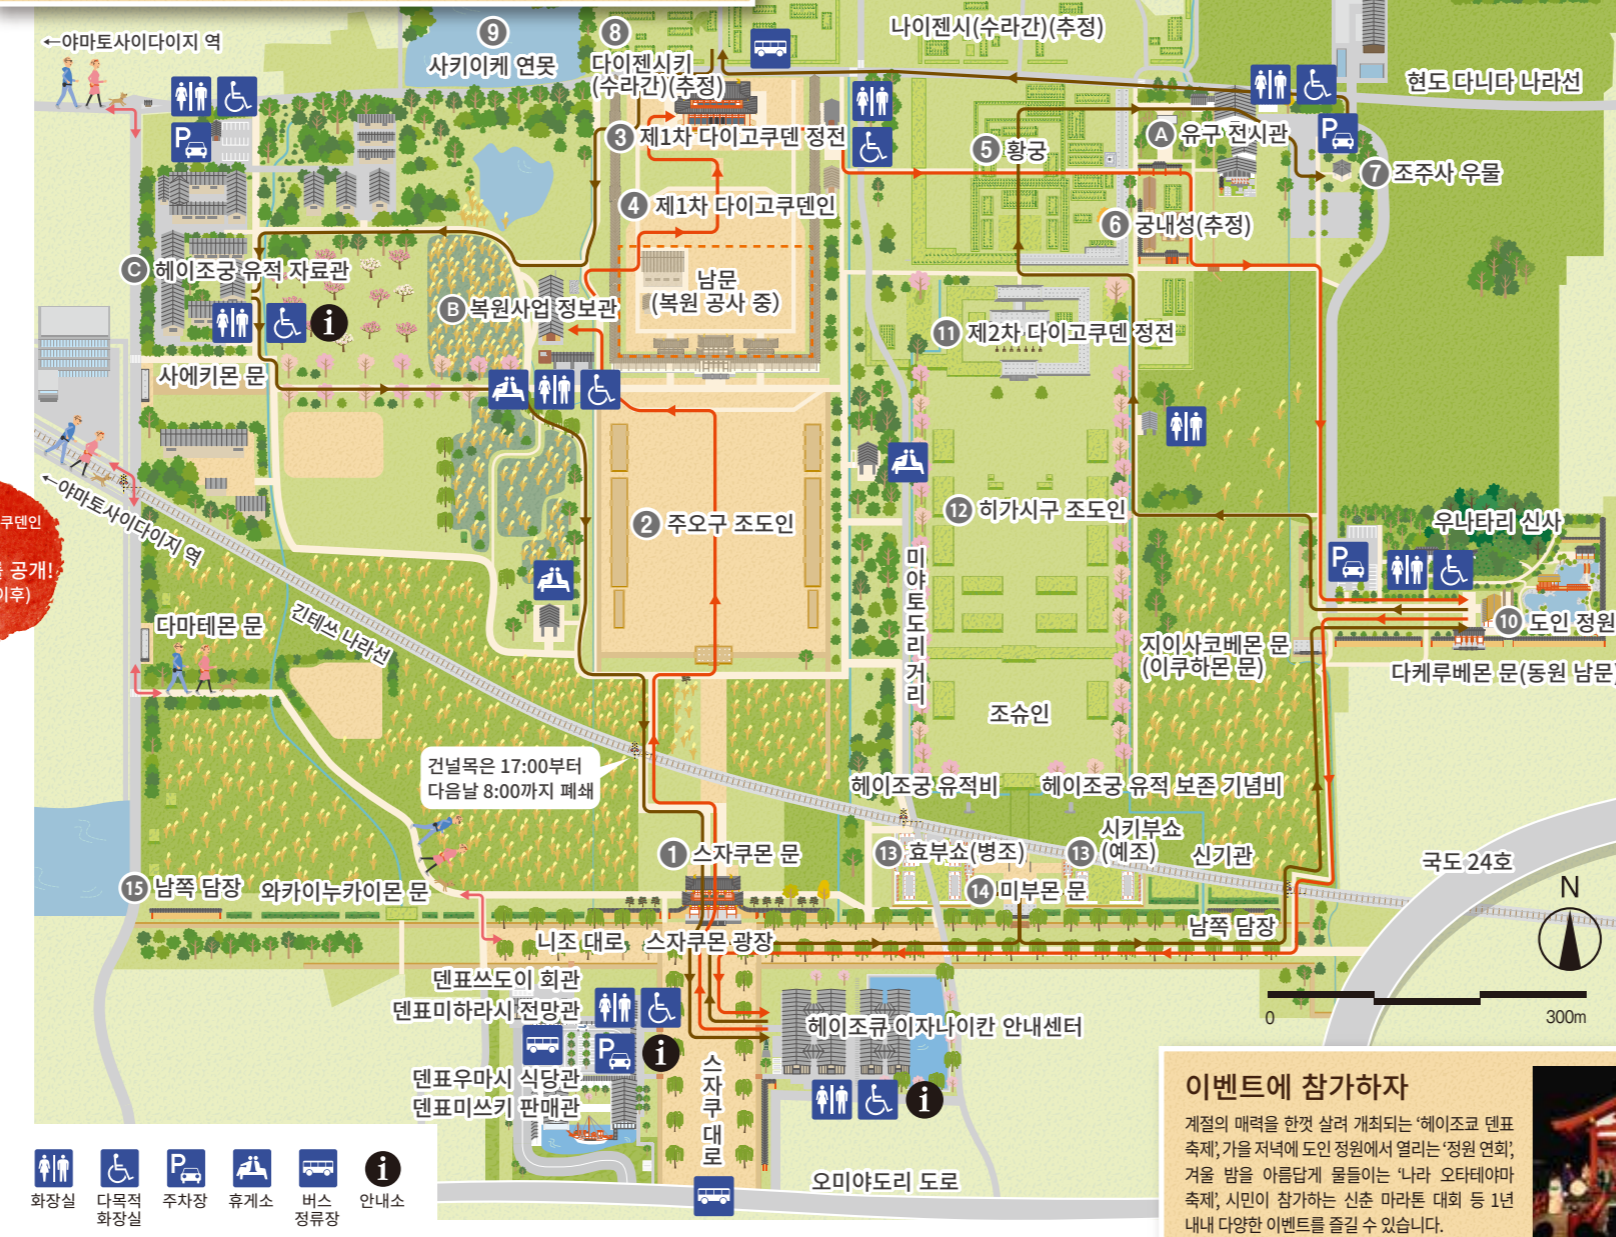 ←야마토사이다이지 역
⑨
사키이케 연못
⑧
다이젠시키
(수라간)(추정)
나이젠시(수라간)(추정)
현도 다니다 나라선
③ 제1차 다이고쿠덴 정전
⑤ 황궁
Ⓐ 유구 전시관
⑦ 조주사 우물
④ 제1차 다이고쿠덴인
⑥ 궁내성(추정)
Ⓒ 헤이조궁 유적 자료관
남문
(복원 공사 중)
Ⓑ 복원사업 정보관
⑪ 제2차 다이고쿠덴 정전
사에키몬 문
←야마토사이다이지 역
쿠덴인
공개!
이후)
② 주오구 조도인
⑫ 히가시구 조도인
우나타리 신사
미야토도리 거리
긴테쓰 나라선
다마테몬 문
⑩ 도인 정원
지이사코베몬 문
(이쿠하몬 문)
다케루베몬 문(동원 남문)
조슈인
건널목은 17:00부터
다음날 8:00까지 폐쇄
헤이조궁 유적비
헤이조궁 유적 보존 기념비
① 스자쿠몬 문
⑬ 효부쇼(병조)
⑬ 시키부쇼
(예조)
신기관
국도 24호
⑮ 남쪽 담장
와카이누카이몬 문
⑭ 미부몬 문
N
남쪽 담장
니조 대로
스자쿠몬 광장
덴표쓰도이 회관
덴표미하라시 전망관
헤이조큐 이자나이칸 안내센터
0
300m
P
i
덴표우마시 식당관
덴표미쓰키 판매관
스자쿠 대로
오미야도리 도로
화장실
다목적
화장실
주차장
휴게소
버스
정류장
안내소
이벤트에 참가하자
계절의 매력을 한껏 살려 개최되는 ‘헤이조쿄 덴표
축제’, 가을 저녁에 도인 정원에서 열리는 ‘정원 연회’,
겨울 밤을 아름답게 물들이는 ‘나라 오타테야마
축제’, 시민이 참가하는 신춘 마라톤 대회 등 1년
내내 다양한 이벤트를 즐길 수 있습니다.